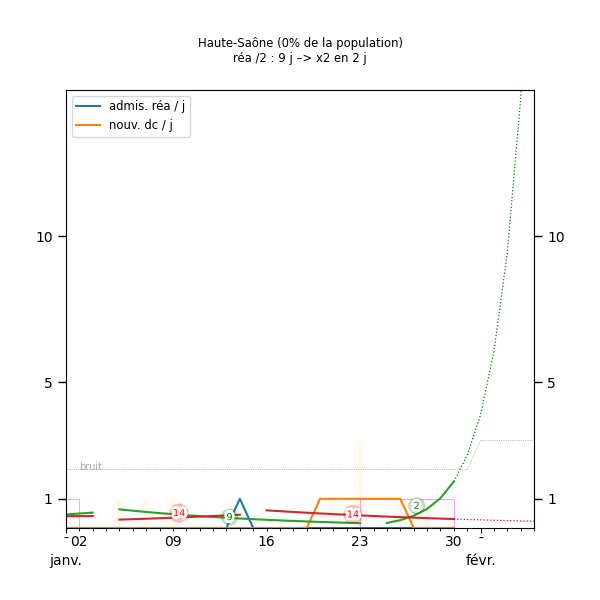 Haute-Saône (0% de la population)
réa /2 : 9 j –> x2 en 2 j
admis. réa / j
nouv. dc / j
10 10
5 5
bruit
1 1
14 9 14 2
02 09 16 23 30
janv. févr.